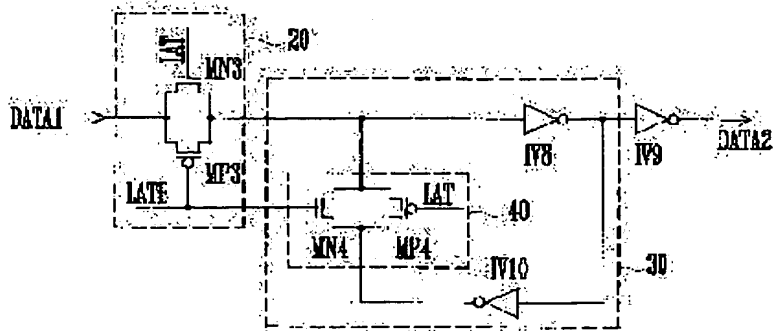 LAT
20
MN3
DATA1
IV8
IV9
DATA2
MP3
LATB
LAT
40
MN4
MP4
30
IV10